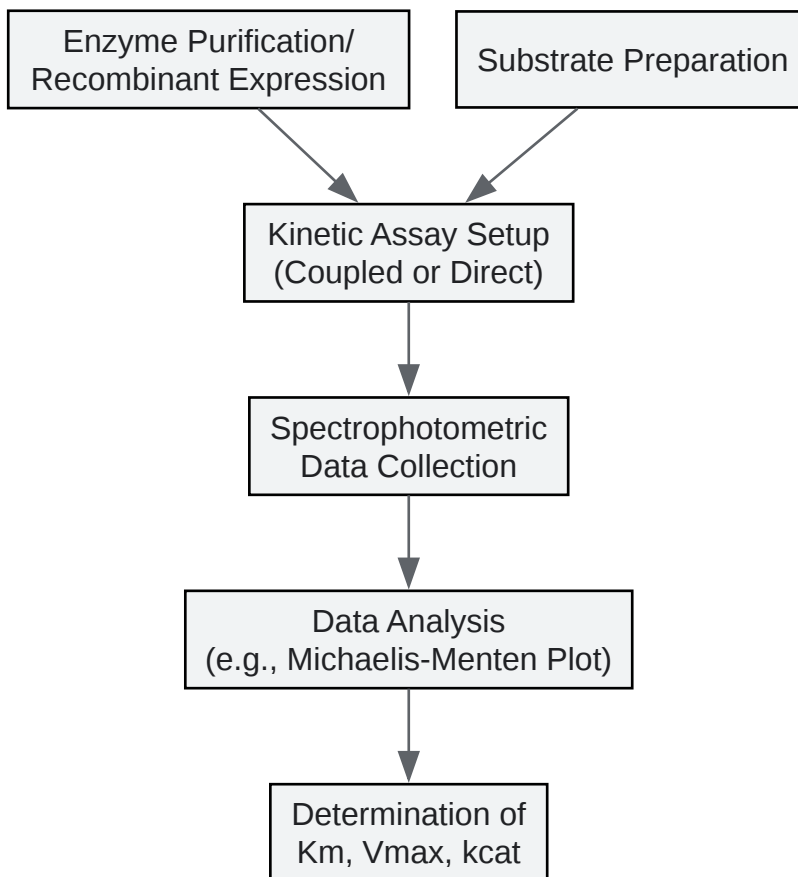 Enzyme Purification/
Recombinant Expression
Substrate Preparation
Kinetic Assay Setup
(Coupled or Direct)
Spectrophotometric
Data Collection
Data Analysis
(e.g., Michaelis-Menten Plot)
Determination of
Km, Vmax, kcat